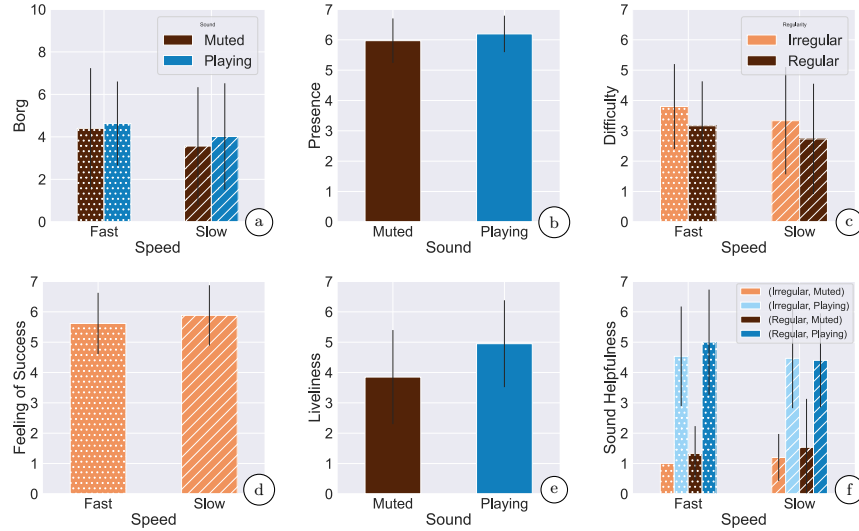 10
8
6
4
2
0
Borg
Sound
Muted
Playing
Fast
Slow
Speed
a
7
6
5
4
3
2
1
0
Presence
Muted
Playing
Sound
b
7
6
5
4
3
2
1
0
Difficulty
Regularity
Irregular
Regular
Fast
Slow
Speed
c
7
6
5
4
3
2
1
0
Feeling of Success
Fast
Slow
Speed
d
7
6
5
4
3
2
1
0
Liveliness
Muted
Playing
Sound
e
7
6
5
4
3
2
1
0
Sound Helpfulness
(Irregular, Muted)
(Irregular, Playing)
(Regular, Muted)
(Regular, Playing)
Fast
Slow
Speed
f